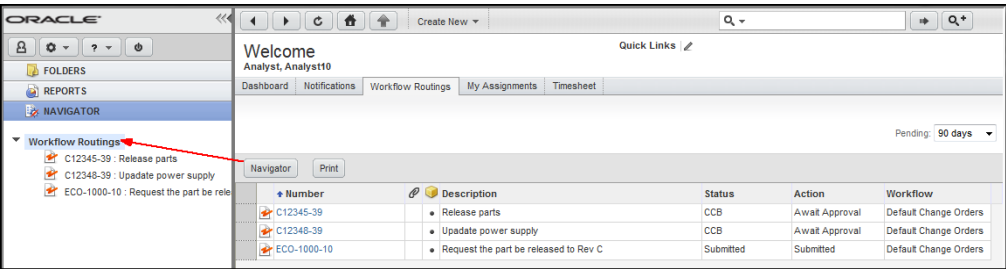 ORACLE
Create New
?
FOLDERS
REPORTS
NAVIGATOR
Workflow Routings
C12345-39 : Release parts
C12348-39 : Upadate power supply
ECO-1000-10 : Request the part be rele
Welcome
Quick Links
Analyst, Analyst10
Dashboard Notifications Workflow Routings My Assignments Timesheet
Pending: 90 days
Navigator Print
Number Description Status Action Workflow
C12345-39 Release parts CCB Await Approval Default Change Orders
C12348-39 Upadate power supply CCB Await Approval Default Change Orders
ECO-1000-10 Request the part be released to Rev C Submitted Submitted Default Change Orders